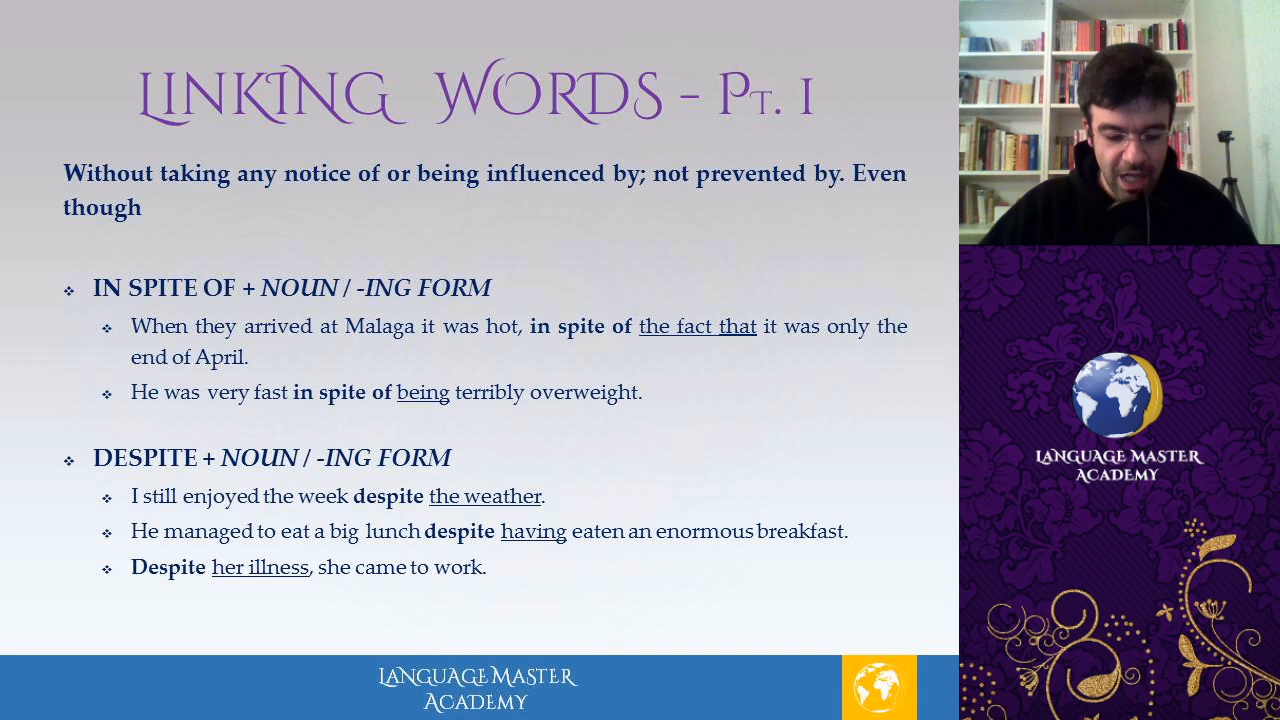 LINKING WORDS - PT. I
Without taking any notice of or being influenced by; not prevented by. Even
though
IN SPITE OF + NOUN / -ING FORM
When they arrived at Malaga it was hot, in spite of the fact that it was only the
end of April.
He was very fast in spite of being terribly overweight.
DESPITE + NOUN / -ING FORM
I still enjoyed the week despite the weather.
He managed to eat a big lunch despite having eaten an enormous breakfast.
Despite her illness, she came to work.
LANGUAGE MASTER
ACADEMY
LANGUAGE MASTER
ACADEMY